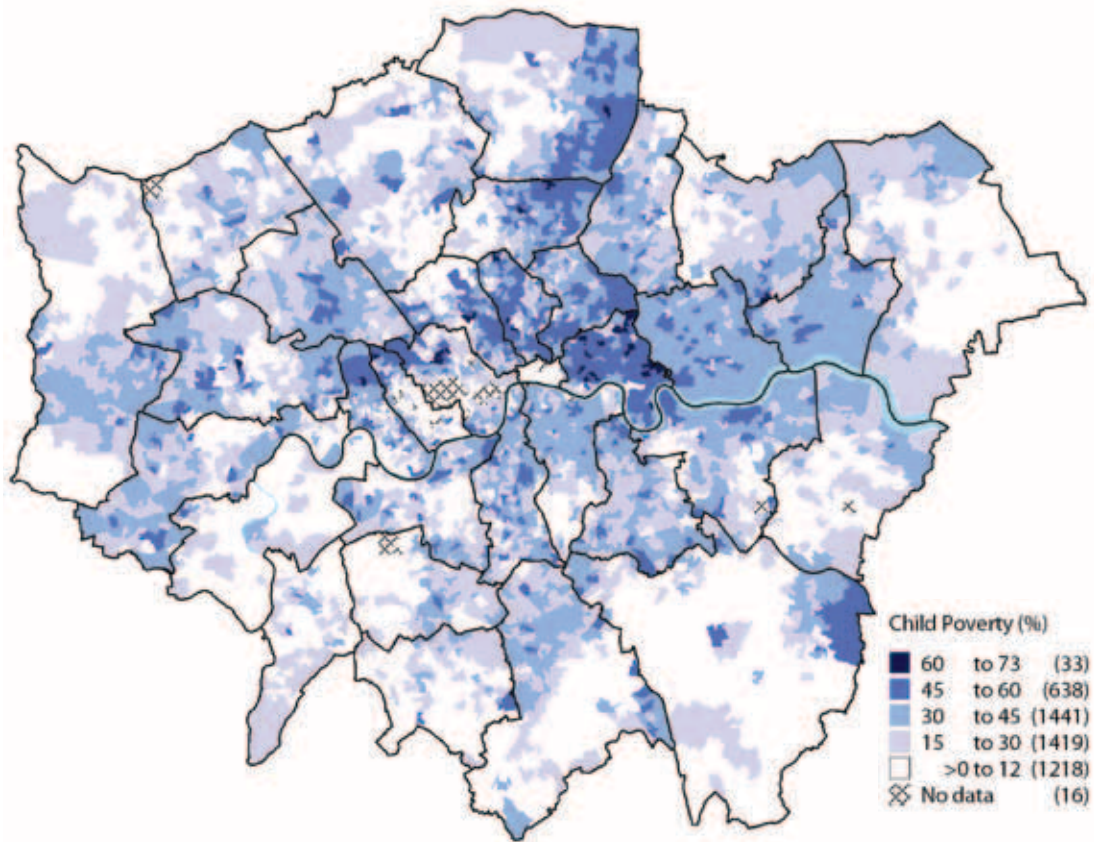 Child Poverty (%)
60 to 73 (33)
45 to 60 (638)
30 to 45 (1441)
15 to 30 (1419)
>0 to 12 (1218)
No data (16)